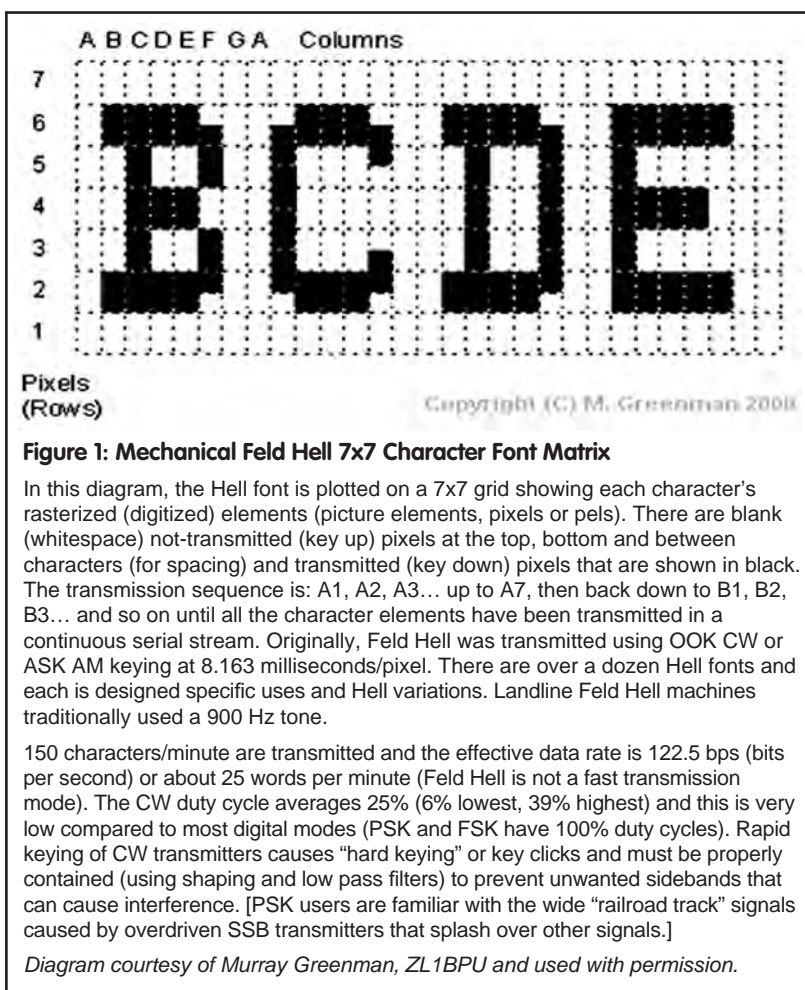 A B C D E F G A Columns
7
6
5
4
3
2
1
Pixels
(Rows)
Copyright (C) M. Greenman 2000
Figure 1: Mechanical Feld Hell 7x7 Character Font Matrix
In this diagram, the Hell font is plotted on a 7x7 grid showing each character's
rasterized (digitized) elements (picture elements, pixels or pels). There are blank
(whitespace) not-transmitted (key up) pixels at the top, bottom and between
characters (for spacing) and transmitted (key down) pixels that are shown in black.
The transmission sequence is: A1, A2, A3… up to A7, then back down to B1, B2,
B3… and so on until all the character elements have been transmitted in a
continuous serial stream. Originally, Feld Hell was transmitted using OOK CW or
ASK AM keying at 8.163 milliseconds/pixel. There are over a dozen Hell fonts and
each is designed specific uses and Hell variations. Landline Feld Hell machines
traditionally used a 900 Hz tone.
150 characters/minute are transmitted and the effective data rate is 122.5 bps (bits
per second) or about 25 words per minute (Feld Hell is not a fast transmission
mode). The CW duty cycle averages 25% (6% lowest, 39% highest) and this is very
low compared to most digital modes (PSK and FSK have 100% duty cycles). Rapid
keying of CW transmitters causes “hard keying” or key clicks and must be properly
contained (using shaping and low pass filters) to prevent unwanted sidebands that
can cause interference. [PSK users are familiar with the wide “railroad track” signals
caused by overdriven SSB transmitters that splash over other signals.]
Diagram courtesy of Murray Greenman, ZL1BPU and used with permission.
B C D E